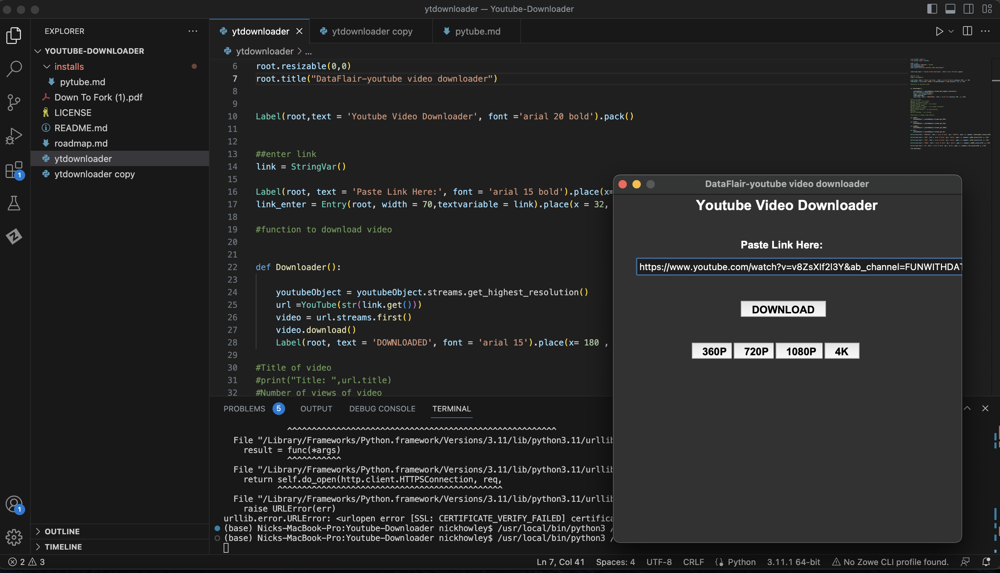 ytdownloader — Youtube-Downloader
EXPLORER
YOUTUBE-DOWNLOADER
installs
pytube.md
Down To Fork (1).pdf
LICENSE
README.md
roadmap.md
ytdownloader
ytdownloader copy
1
1
OUTLINE
TIMELINE
ytdownloader
ytdownloader copy
pytube.md
ytdownloader > ...
6 root.resizable(0,0)
7 root.title("DataFlair-youtube video downloader")
8
9
10 Label(root,text = 'Youtube Video Downloader', font ='arial 20 bold').pack()
11
12
13 ##enter link
14 link = StringVar()
15
16 Label(root, text = 'Paste Link Here:', font = 'arial 15 bold').place(x=
17 link_enter = Entry(root, width = 70,textvariable = link).place(x = 32,
18
19 #function to download video
20
21
22 def Downloader():
23
24 youtubeObject = youtubeObject.streams.get_highest_resolution()
25 url =YouTube(str(link.get()))
26 video = url.streams.first()
27 video.download()
28 Label(root, text = 'DOWNLOADED', font = 'arial 15').place(x= 180 ,
29
30 #Title of video
31 #print("Title: ",url.title)
32 #Number of views of video
DataFlair-youtube video downloader
Youtube Video Downloader
Paste Link Here:
https://www.youtube.com/watch?v=v8ZsXIf2l3Y&ab_channel=FUNWITHDAT
DOWNLOAD
360P 720P 1080P 4K
PROBLEMS 5 OUTPUT DEBUG CONSOLE TERMINAL
^^^^^^^^^^^^^^^^^^^^^^^^^^^^^^^^^^^^^^^^^^^^^^^^^^^^^^^
File "/Library/Frameworks/Python.framework/Versions/3.11/lib/python3.11/urllib
result = func(*args)
^^^^^^^^^^^
File "/Library/Frameworks/Python.framework/Versions/3.11/lib/python3.11/urllib
return self.do_open(http.client.HTTPSConnection, req,
^^^^^^^^^^^^^^^^^^^^^^^^^^^^^^^^^^^^^^^^^^^^^^
File "/Library/Frameworks/Python.framework/Versions/3.11/lib/python3.11/urllib
raise URLError(err)
urllib.error.URLError: <urlopen error [SSL: CERTIFICATE_VERIFY_FAILED] certifica
(base) Nicks-MacBook-Pro:Youtube-Downloader nickhowley$ /usr/local/bin/python3 /
(base) Nicks-MacBook-Pro:Youtube-Downloader nickhowley$ /usr/local/bin/python3 /
2 3
Ln 7, Col 41 Spaces: 4 UTF-8 CRLF Python 3.11.1 64-bit No Zowe CLI profile found.